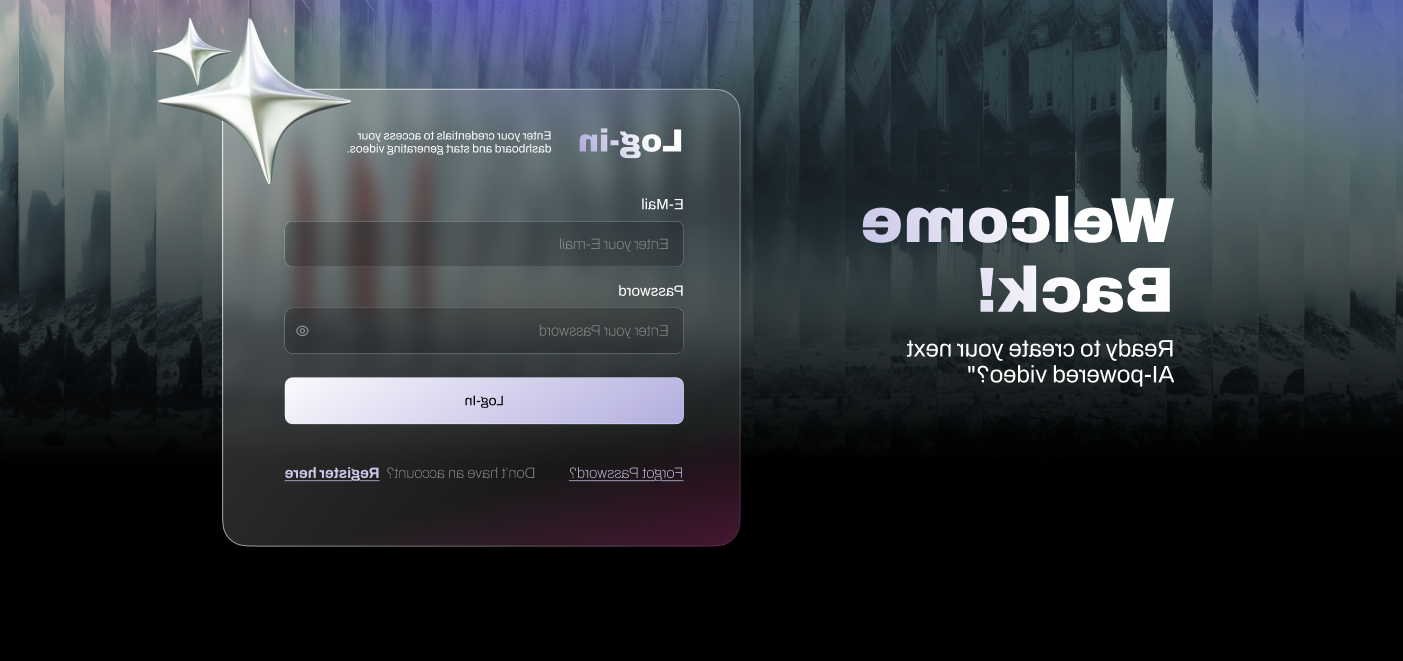 Welcome
Back!
Ready to create your next
AI-powered video?"
Log-in
Enter your credentials to access your
dashboard and start generating videos.
E-Mail
Enter your E-mail
Password
Enter your Password
Log-In
Forgot Password?
Don't have an account? Register here